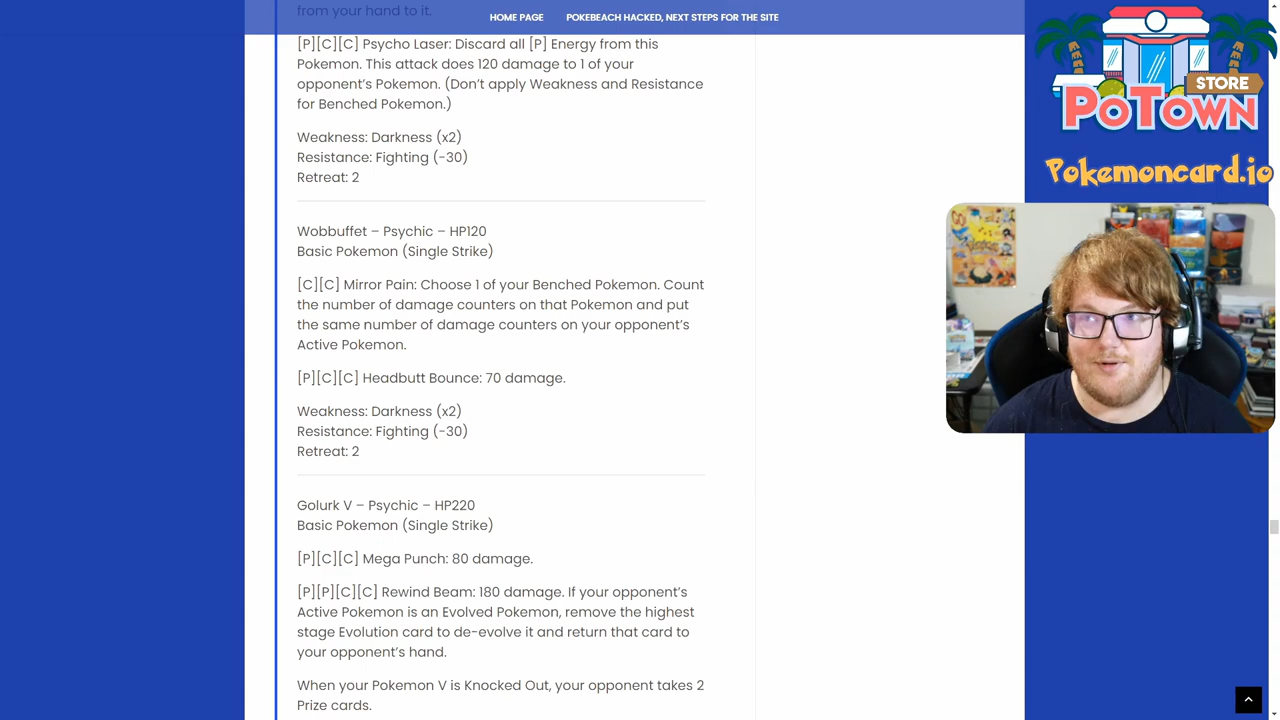 from your hand to it.
HOME PAGE
POKEBEACH HACKED, NEXT STEPS FOR THE SITE
[P][C][C] Psycho Laser: Discard all [P] Energy from this
Pokemon. This attack does 120 damage to 1 of your
opponent’s Pokemon. (Don’t apply Weakness and Resistance
for Benched Pokemon.)
Weakness: Darkness (x2)
Resistance: Fighting (-30)
Retreat: 2
Wobbuffet – Psychic – HP120
Basic Pokemon (Single Strike)
[C][C] Mirror Pain: Choose 1 of your Benched Pokemon. Count
the number of damage counters on that Pokemon and put
the same number of damage counters on your opponent’s
Active Pokemon.
[P][C][C] Headbutt Bounce: 70 damage.
Weakness: Darkness (x2)
Resistance: Fighting (-30)
Retreat: 2
Golurk V – Psychic – HP220
Basic Pokemon (Single Strike)
[P][C][C] Mega Punch: 80 damage.
[P][P][C][C] Rewind Beam: 180 damage. If your opponent’s
Active Pokemon is an Evolved Pokemon, remove the highest
stage Evolution card to de-evolve it and return that card to
your opponent’s hand.
When your Pokemon V is Knocked Out, your opponent takes 2
Prize cards.
STORE
PoTOWN
Pokemoncard.io